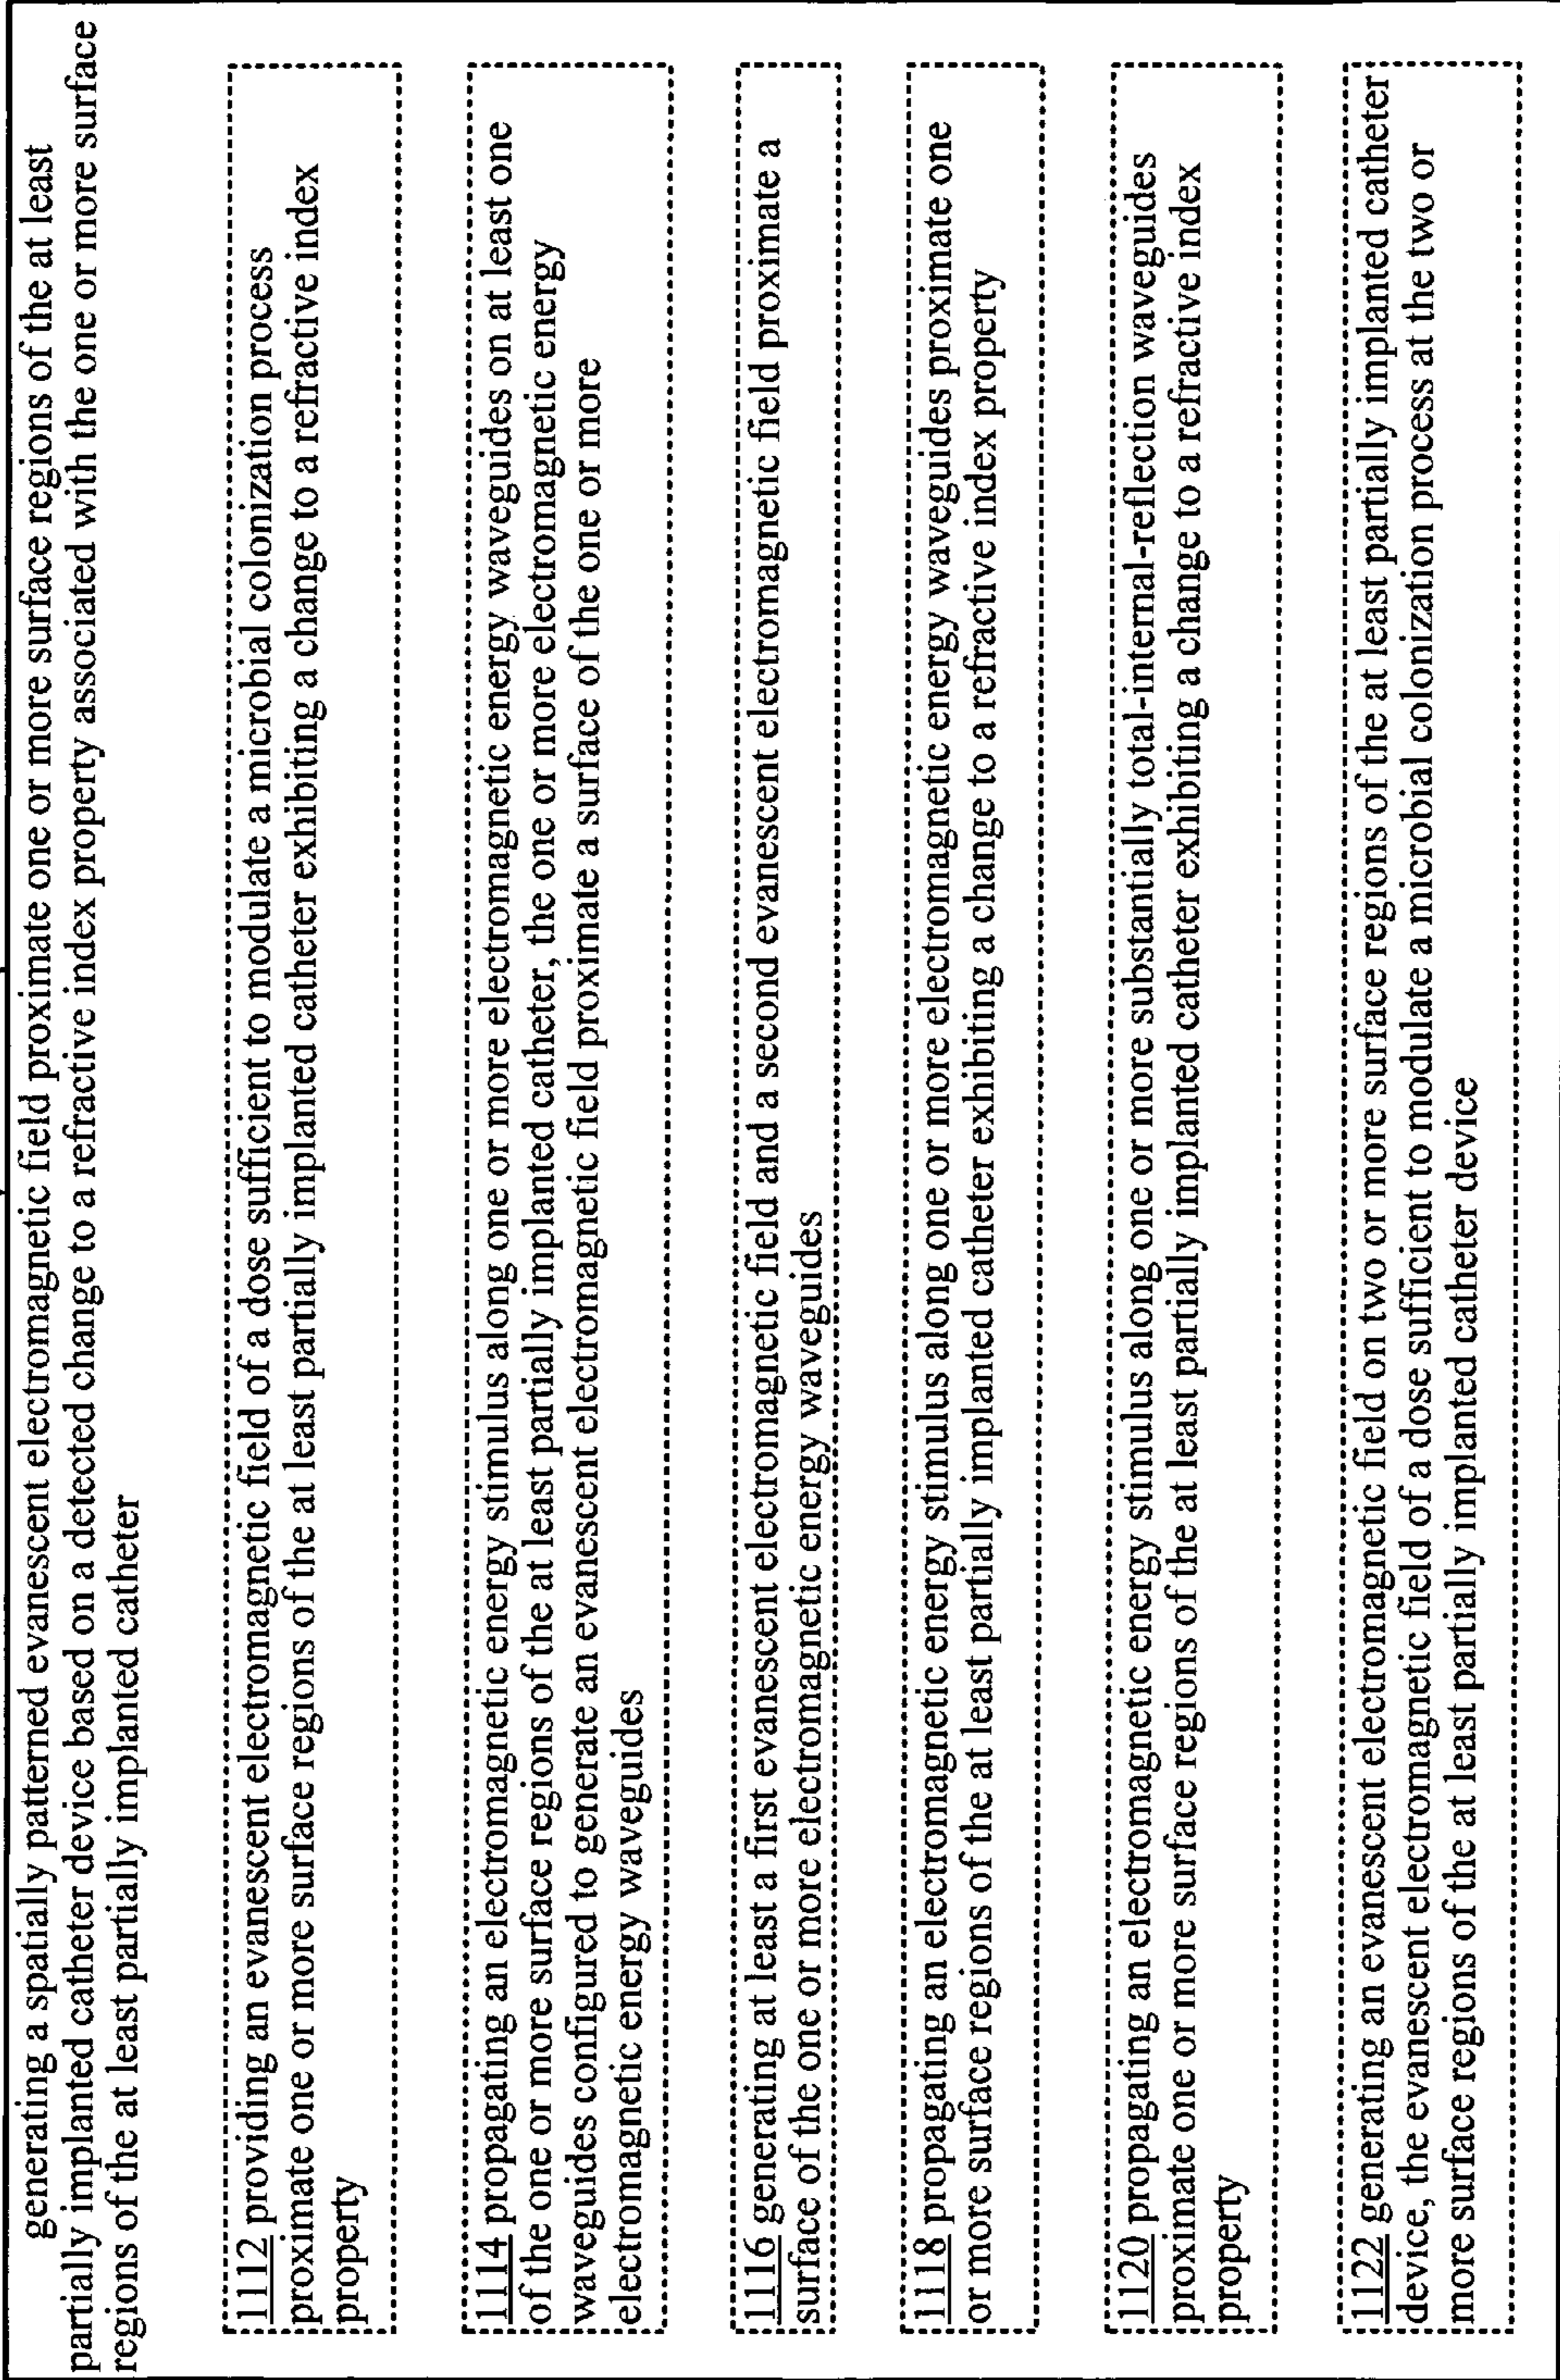 generating a spatially patterned evanescent electromagnetic field proximate one or more surface regions of the at least
partially implanted catheter device based on a detected change to a refractive index property associated with the one or more surface
regions of the at least partially implanted catheter
1112 providing an evanescent electromagnetic field of a dose sufficient to modulate a microbial colonization process
proximate one or more surface regions of the at least partially implanted catheter exhibiting a change to a refractive index
property
1114 propagating an electromagnetic energy stimulus along one or more electromagnetic energy waveguides on at least one
of the one or more surface regions of the at least partially implanted catheter, the one or more electromagnetic energy
waveguides configured to generate an evanescent electromagnetic field proximate a surface of the one or more
electromagnetic energy waveguides
1116 generating at least a first evanescent electromagnetic field and a second evanescent electromagnetic field proximate a
surface of the one or more electromagnetic energy waveguides
1118 propagating an electromagnetic energy stimulus along one or more electromagnetic energy waveguides proximate one
or more surface regions of the at least partially implanted catheter exhibiting a change to a refractive index property
1120 propagating an electromagnetic energy stimulus along one or more substantially total-internal-reflection waveguides
proximate one or more surface regions of the at least partially implanted catheter exhibiting a change to a refractive index
property
1122 generating an evanescent electromagnetic field on two or more surface regions of the at least partially implanted catheter
device, the evanescent electromagnetic field of a dose sufficient to modulate a microbial colonization process at the two or
more surface regions of the at least partially implanted catheter device